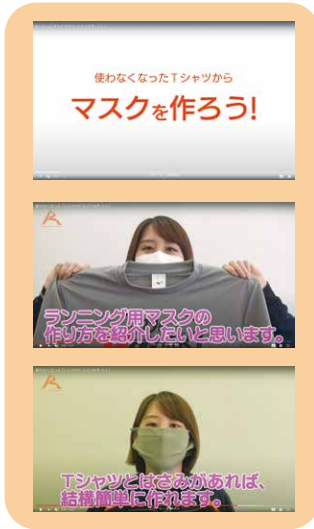 使わなくなったTシャツから
マスクを作ろう!
ランニング用マスクの
作り方を紹介したいと思います。
Tシャツとはさみがあれば、
結構簡単に作れます。